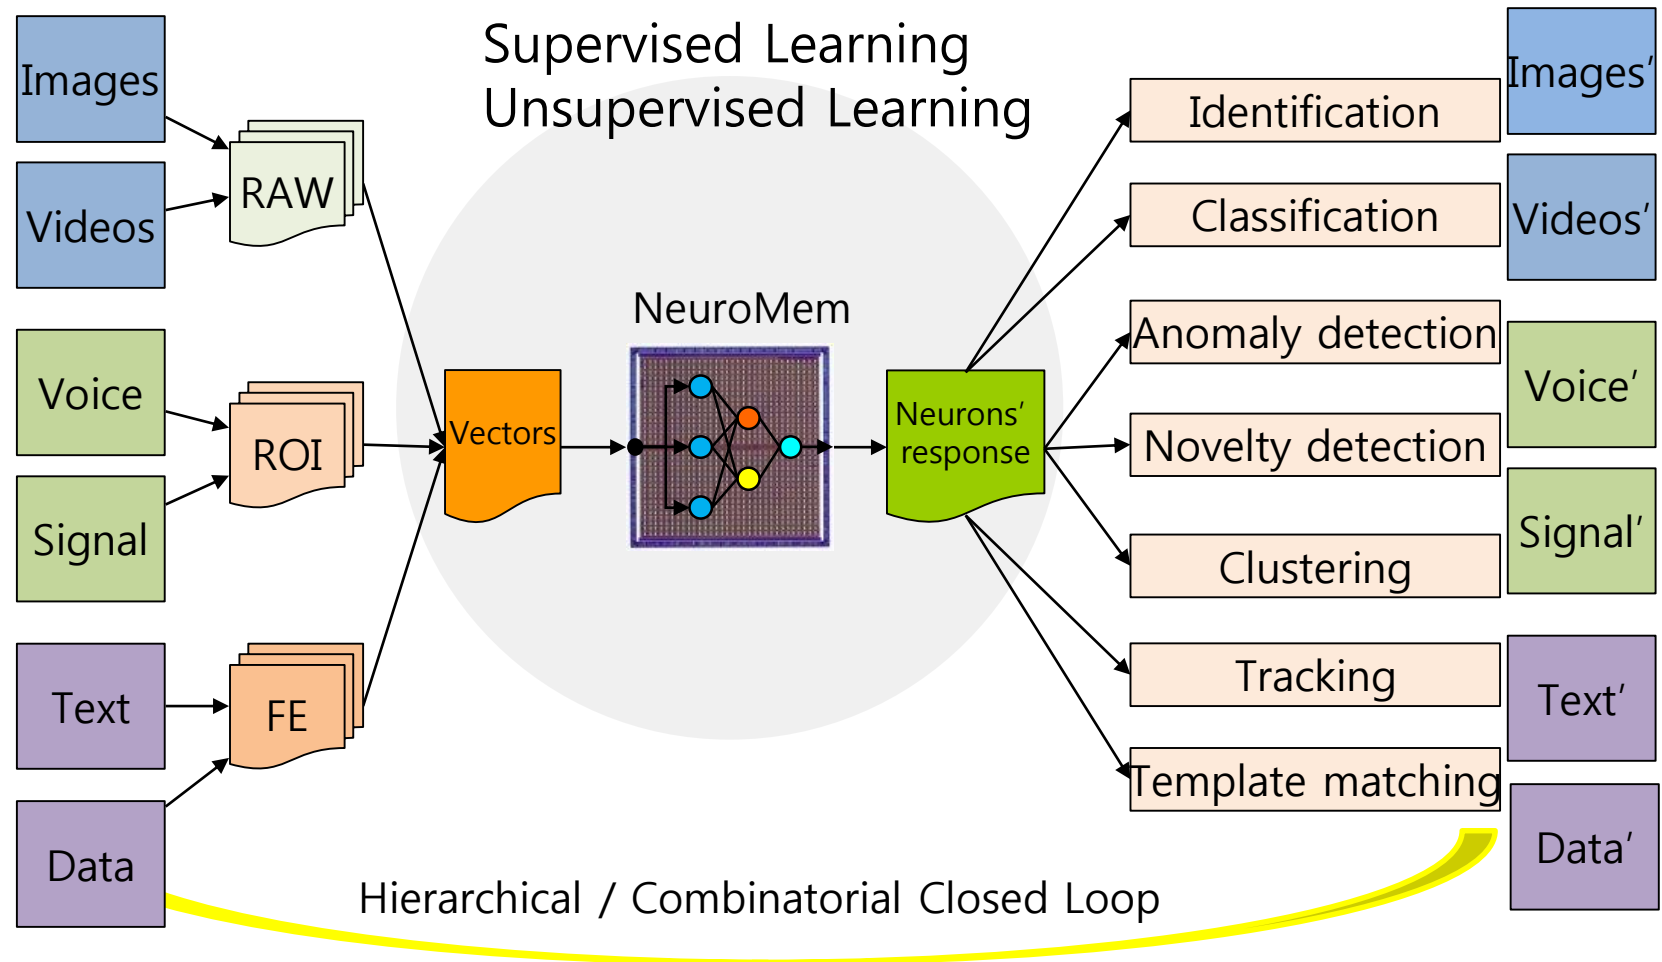 Supervised Learning
Unsupervised Learning
Images
Videos
Voice
Signal
Text
Data
RAW
ROI
FE
Vectors
NeuroMem
Neurons’
response
Identification
Classification
Anomaly detection
Novelty detection
Clustering
Tracking
Template matching
Images’
Videos’
Voice’
Signal’
Text’
Data’
Hierarchical / Combinatorial Closed Loop